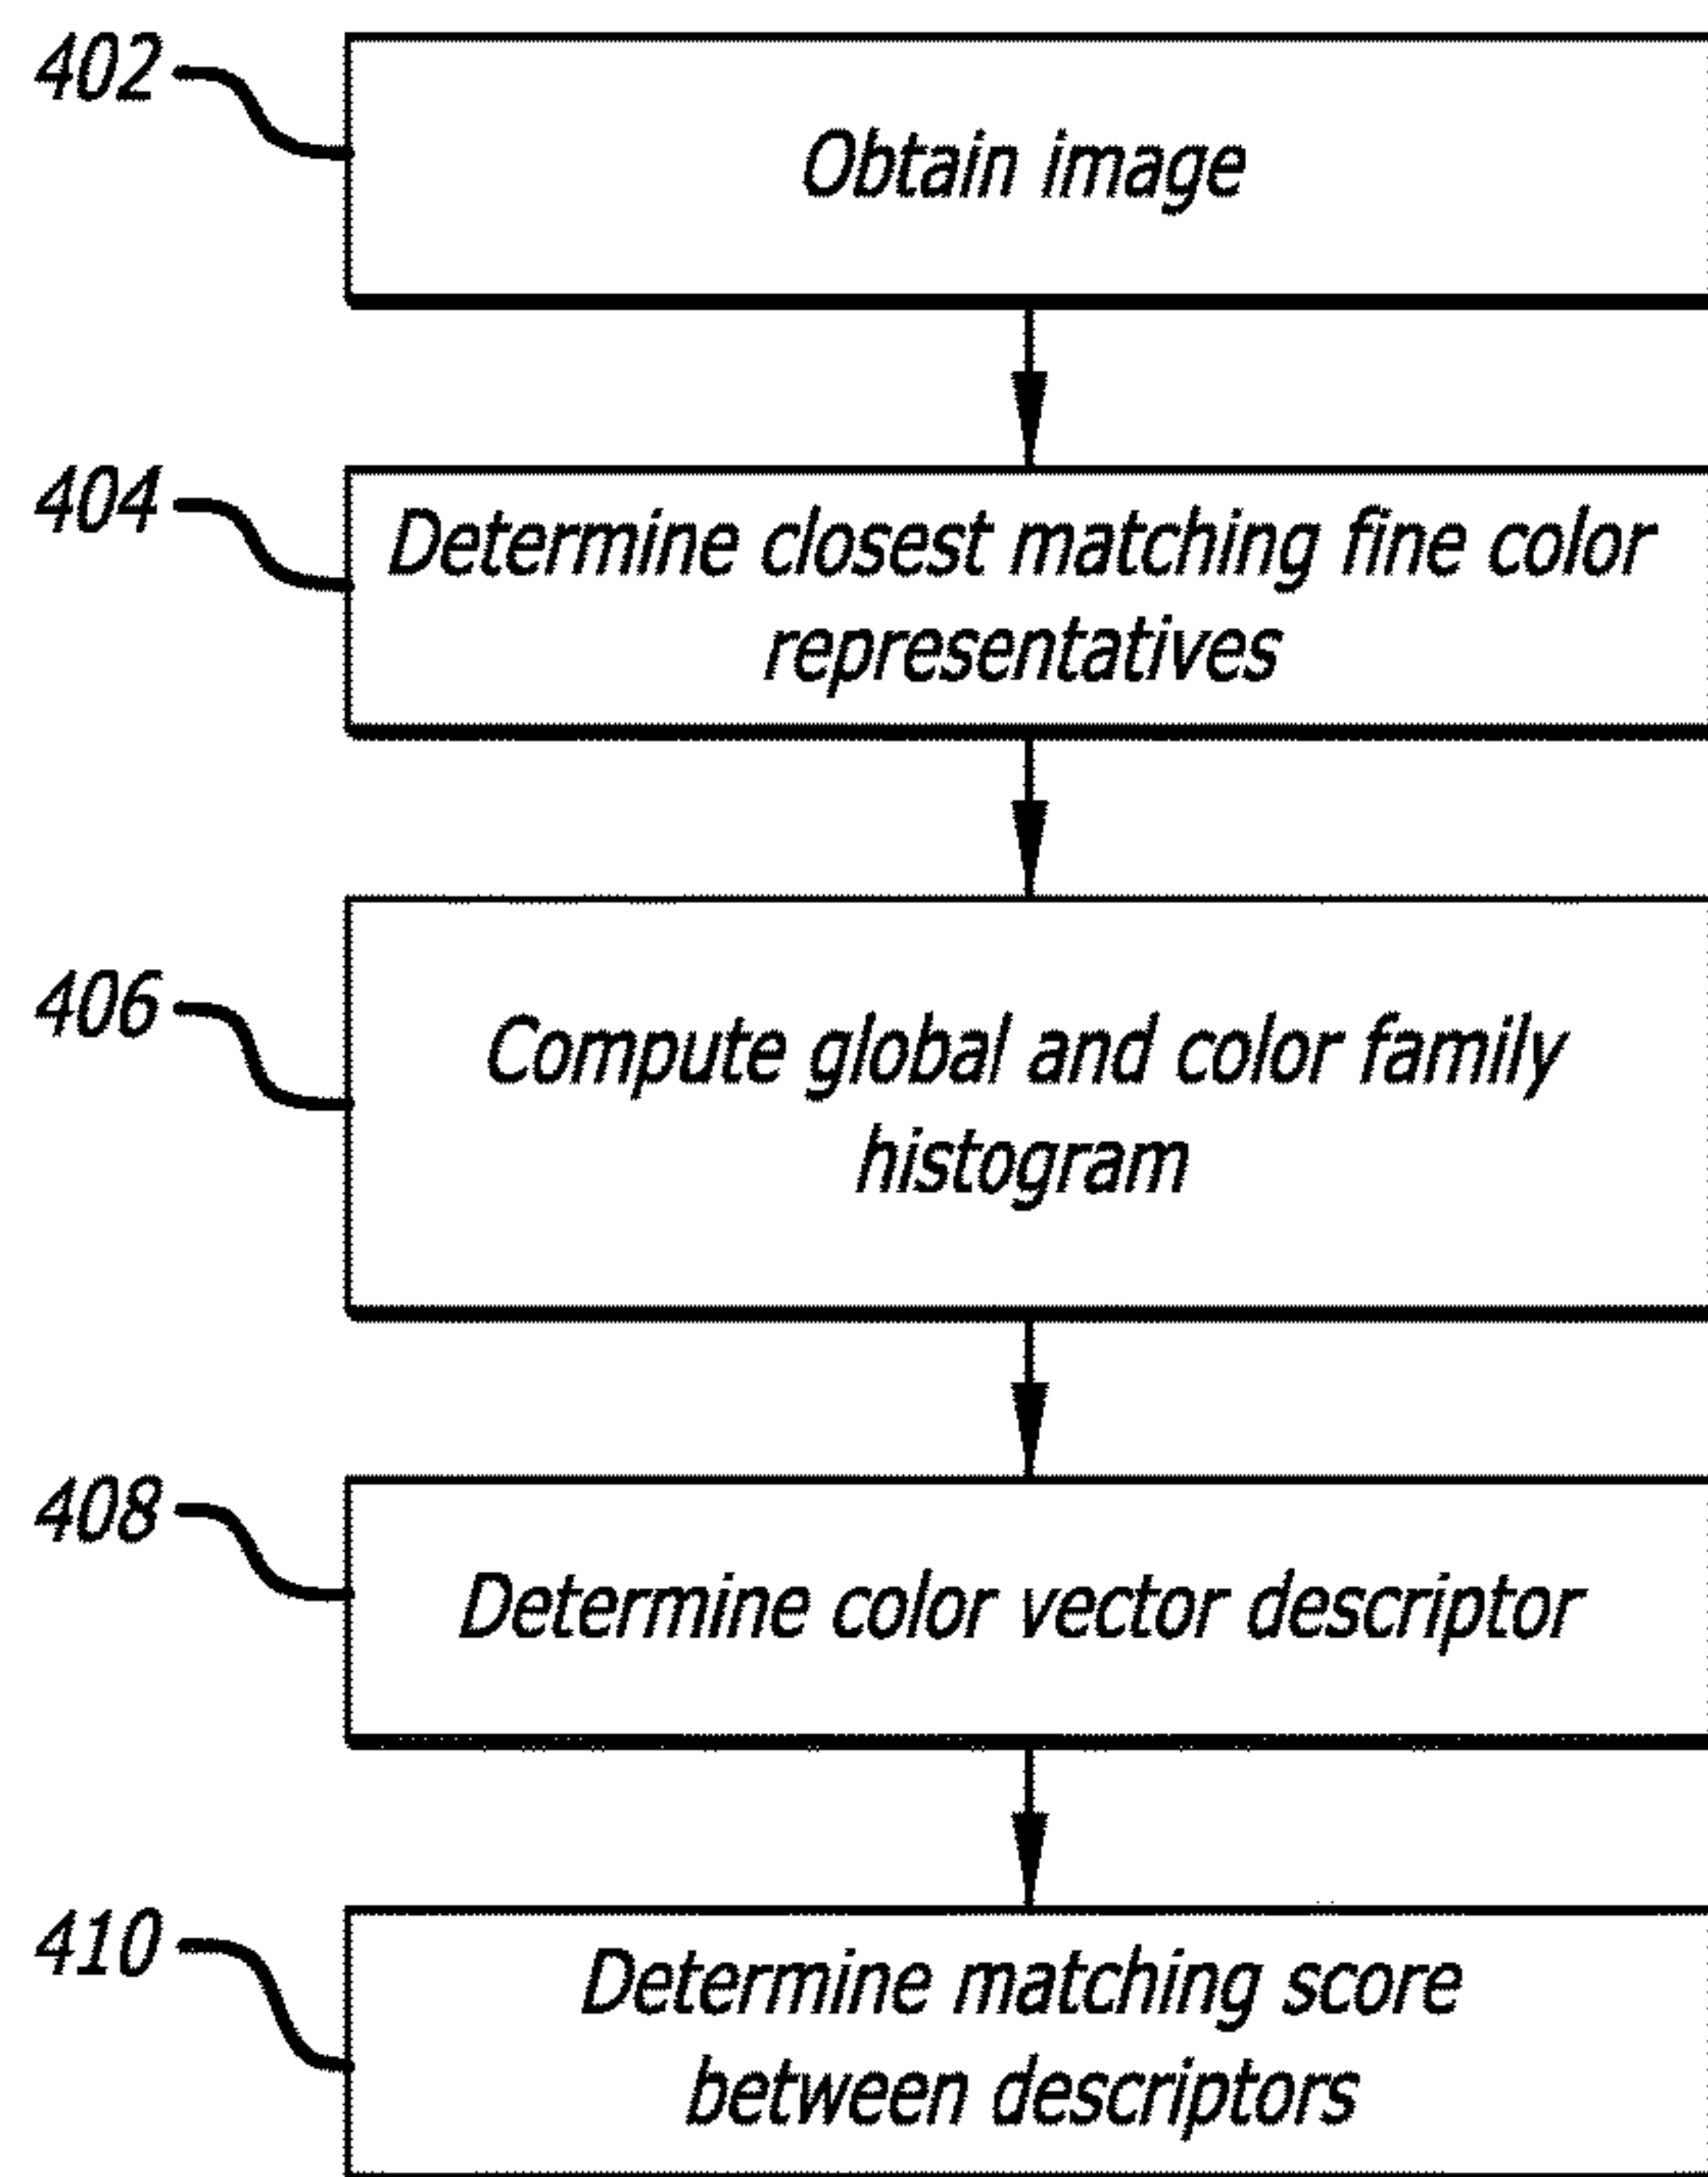 402
Obtain image
404
Determine closest matching fine color
representatives
406
Compute global and color family
histogram
408
Determine color vector descriptor
410
Determine matching score
between descriptors